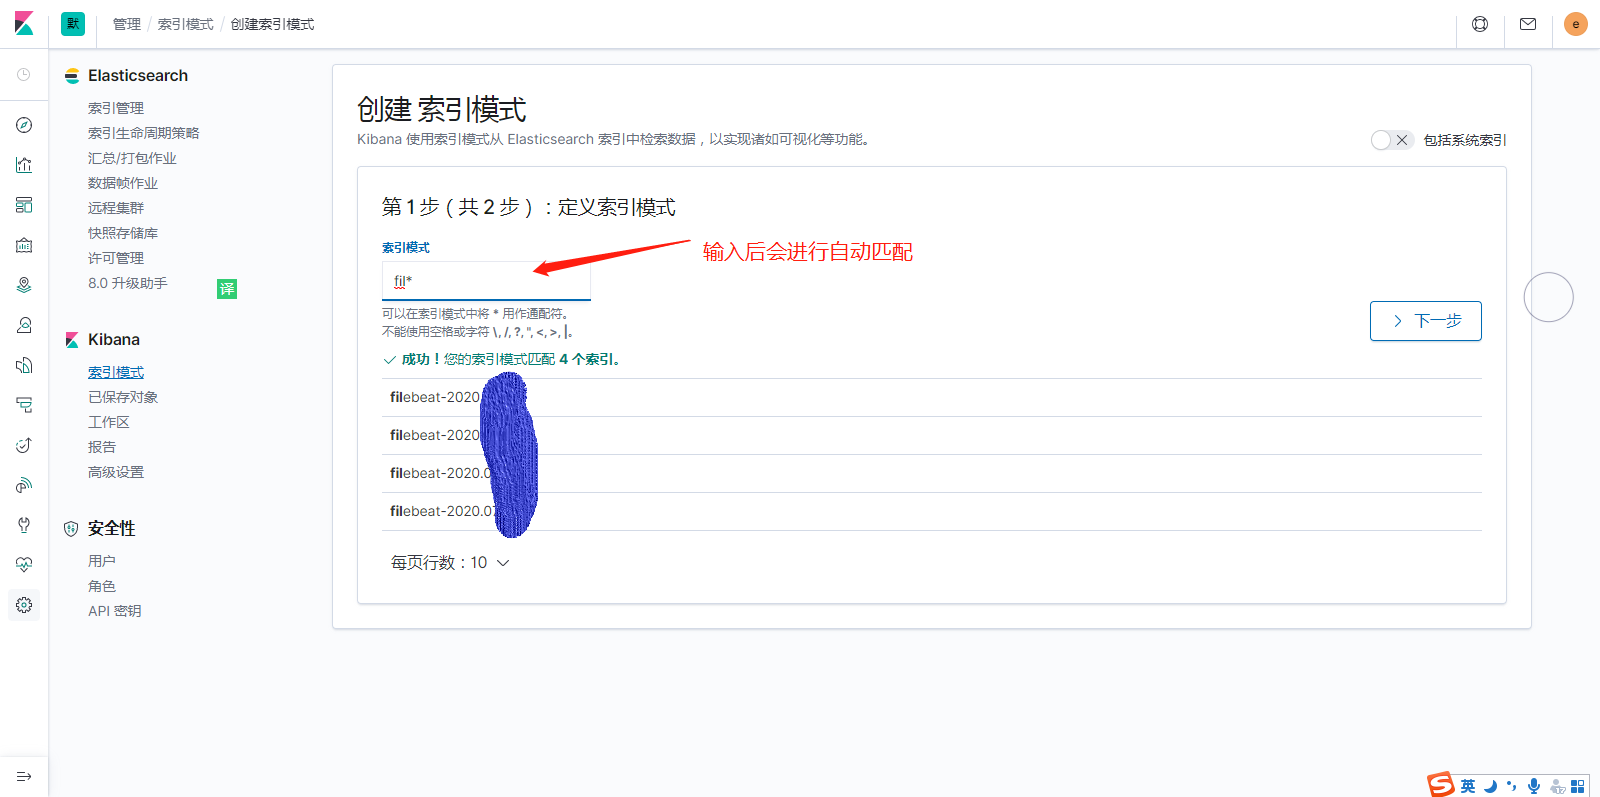 默 管理 / 索引模式 / 创建索引模式 e
Elasticsearch
索引管理
索引生命周期策略
汇总/打包作业
数据帧作业
远程集群
快照存储库
许可管理
8.0 升级助手
译
Kibana
索引模式
已保存对象
工作区
报告
高级设置
安全性
用户
角色
API 密钥
创建 索引模式
Kibana 使用索引模式从 Elasticsearch 索引中检索数据，以实现诸如可视化等功能。
包括系统索引
第 1 步（共 2 步）：定义索引模式
索引模式
输入后会进行自动匹配
fil*
可以在索引模式中将 * 用作通配符。
不能使用空格或字符 \, /, ?, ", <, >, |。
下一步
成功！您的索引模式匹配 4 个索引。
filebeat-2020
filebeat-2020
filebeat-2020.0
filebeat-2020.07
每页行数：10
英